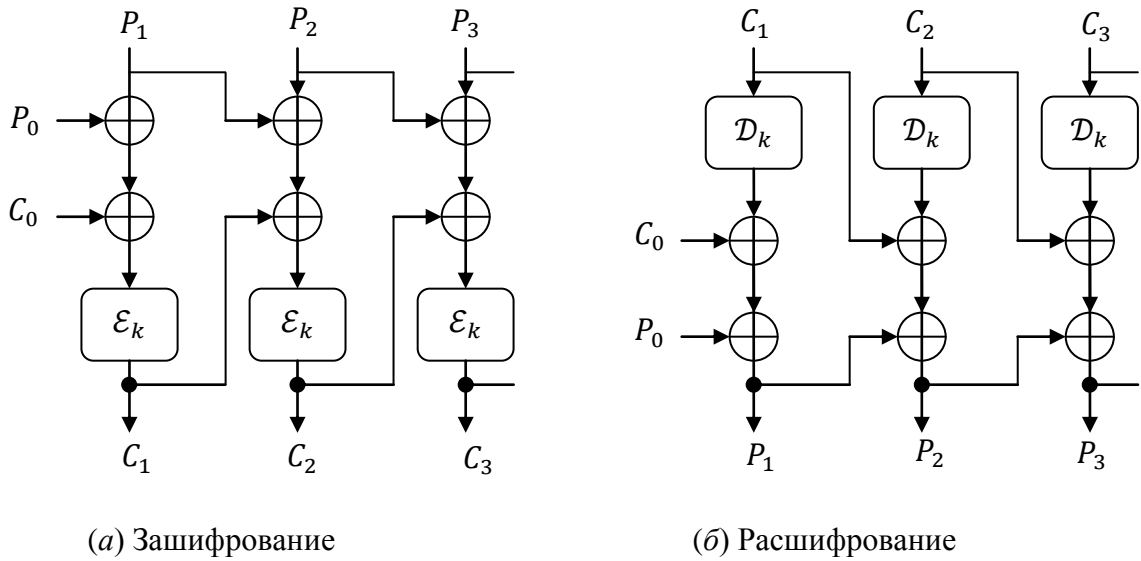 P₁ P₂ P₃
P₀
C₀
ℰₖ ℰₖ ℰₖ
C₁ C₂ C₃
(а) Зашифрование
C₁ C₂ C₃
𝒟ₖ 𝒟ₖ 𝒟ₖ
C₀
P₀
P₁ P₂ P₃
(б) Расшифрование